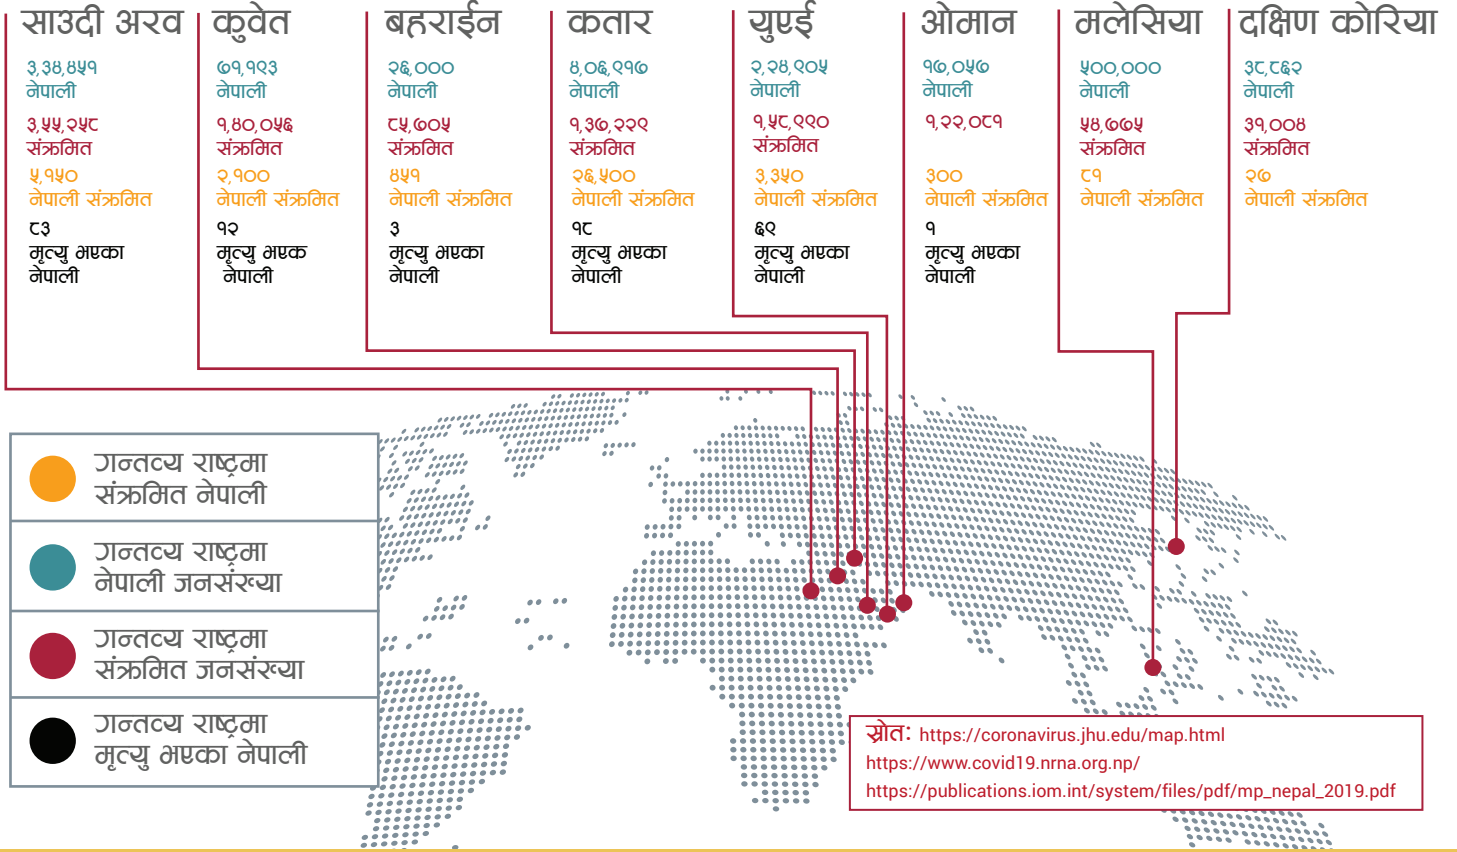 साउदी अरव
३,३४,४५१
नेपाली
३,५५,२५८
संक्रमित
५,१५०
नेपाली संक्रमित
८३
मृत्यु भएका
नेपाली
कुवेत
७१,१९३
नेपाली
१,४०,०५६
संक्रमित
२,१००
नेपाली संक्रमित
१२
मृत्यु भएक
नेपाली
बहराईन
२६,०००
नेपाली
८५,७०५
संक्रमित
४५१
नेपाली संक्रमित
३
मृत्यु भएका
नेपाली
कतार
४,०६,९१७
नेपाली
१,३७,२२९
संक्रमित
२६,५००
नेपाली संक्रमित
१८
मृत्यु भएका
नेपाली
युएई
२,२४,९०५
नेपाली
१,५८,९९०
संक्रमित
३,३५०
नेपाली संक्रमित
६९
मृत्यु भएका
नेपाली
ओमान
१७,०५७
नेपाली
१,२२,०८१
३००
नेपाली संक्रमित
१
मृत्यु भएका
नेपाली
मलेसिया
५००,०००
नेपाली
५४,७७५
संक्रमित
८१
नेपाली संक्रमित
दक्षिण कोरिया
३८,८६२
नेपाली
३१,००४
संक्रमित
२७
नेपाली संक्रमित
गन्तव्य राष्ट्रमा
संक्रमित नेपाली
गन्तव्य राष्ट्रमा
नेपाली जनसंख्या
गन्तव्य राष्ट्रमा
संक्रमित जनसंख्या
गन्तव्य राष्ट्रमा
मृत्यु भएका नेपाली
स्रोत: https://coronavirus.jhu.edu/map.html
https://www.covid19.nrna.org.np/
https://publications.iom.int/system/files/pdf/mp_nepal_2019.pdf